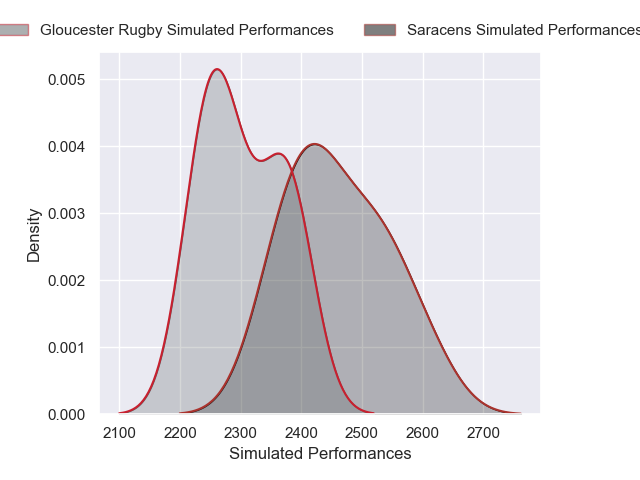 Gloucester Rugby Simulated Performances Saracens Simulated Performances
0.005
0.004
0.003
0.002
0.001
0.000
Density
2100 2200 2300 2400 2500 2600 2700
Simulated Performances